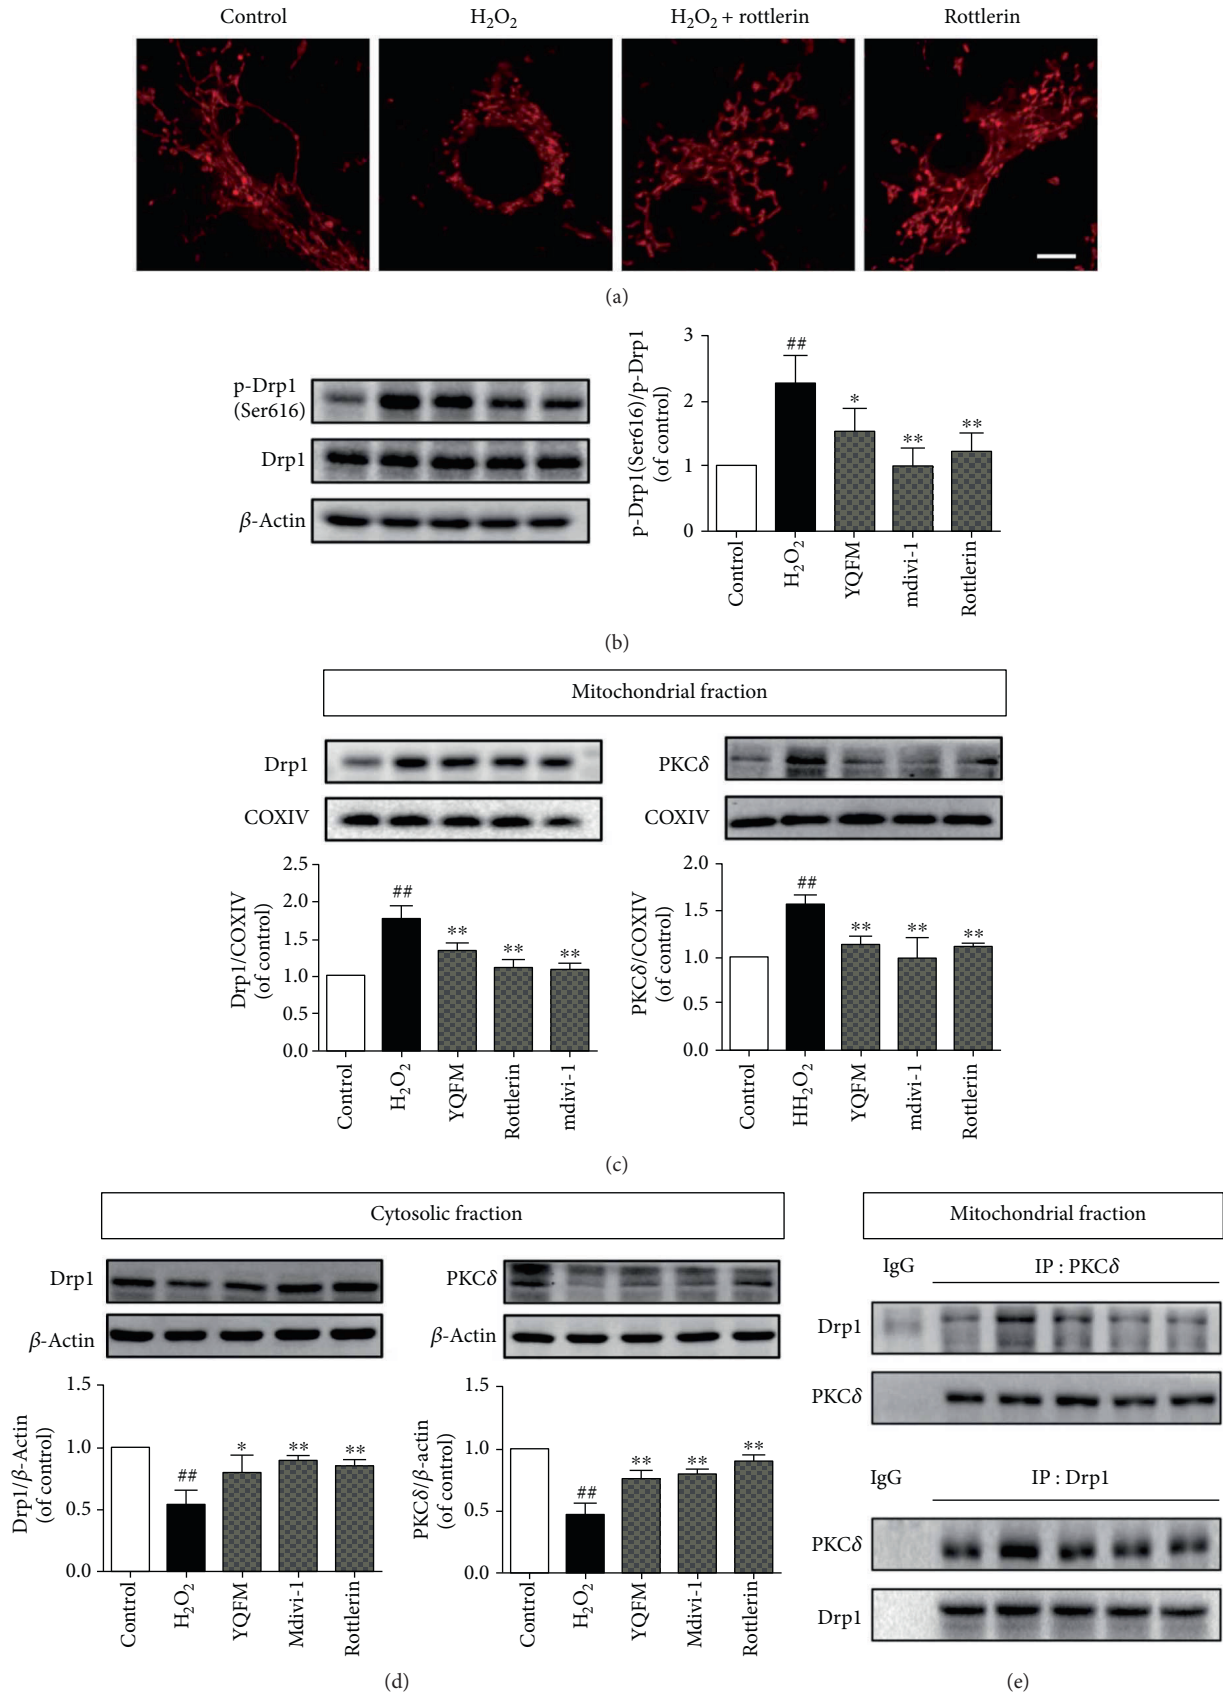 Control
H₂O₂
H₂O₂ + rottlerin
Rottlerin
(a)
p-Drp1
(Ser616)
Drp1
β-Actin
p-Drp1(Ser616)/p-Drp1
(of control)
3
2
1
0
##
*
**
**
Control
H₂O₂
YQFM
mdivi-1
Rottlerin
(b)
Mitochondrial fraction
Drp1
COXIV
PKCδ
COXIV
Drp1/COXIV
(of control)
2.5
2.0
1.5
1.0
0.5
0.0
##
**
**
**
Control
H₂O₂
YQFM
Rottlerin
mdivi-1
PKCδ/COXIV
(of control)
2.0
1.5
1.0
0.5
0.0
##
**
**
**
Control
HH₂O₂
YQFM
mdivi-1
Rottlerin
(c)
Cytosolic fraction
Drp1
β-Actin
PKCδ
β-Actin
Drp1/β-Actin
(of control)
1.5
1.0
0.5
0.0
##
*
**
**
Control
H₂O₂
YQFM
Mdivi-1
Rottlerin
PKCδ/β-actin
(of control)
1.5
1.0
0.5
0.0
##
**
**
**
Control
H₂O₂
YQFM
Mdivi-1
Rottlerin
(d)
Mitochondrial fraction
IgG
IP : PKCδ
Drp1
PKCδ
IgG
IP : Drp1
PKCδ
Drp1
(e)